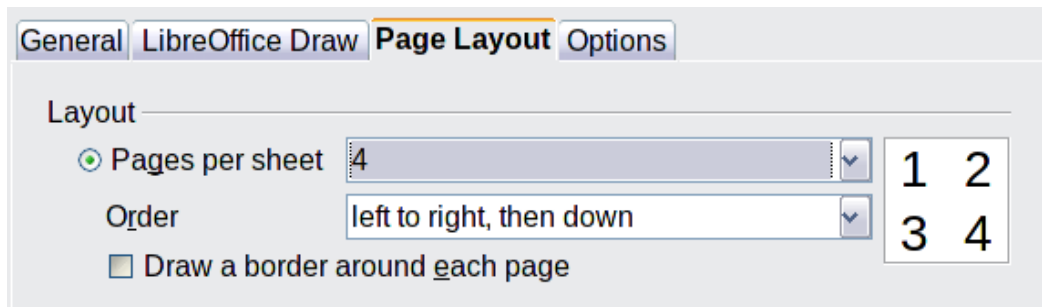 General LibreOffice Draw Page Layout Options
Layout
Pages per sheet 4
Order left to right, then down
Draw a border around each page
1 2
3 4